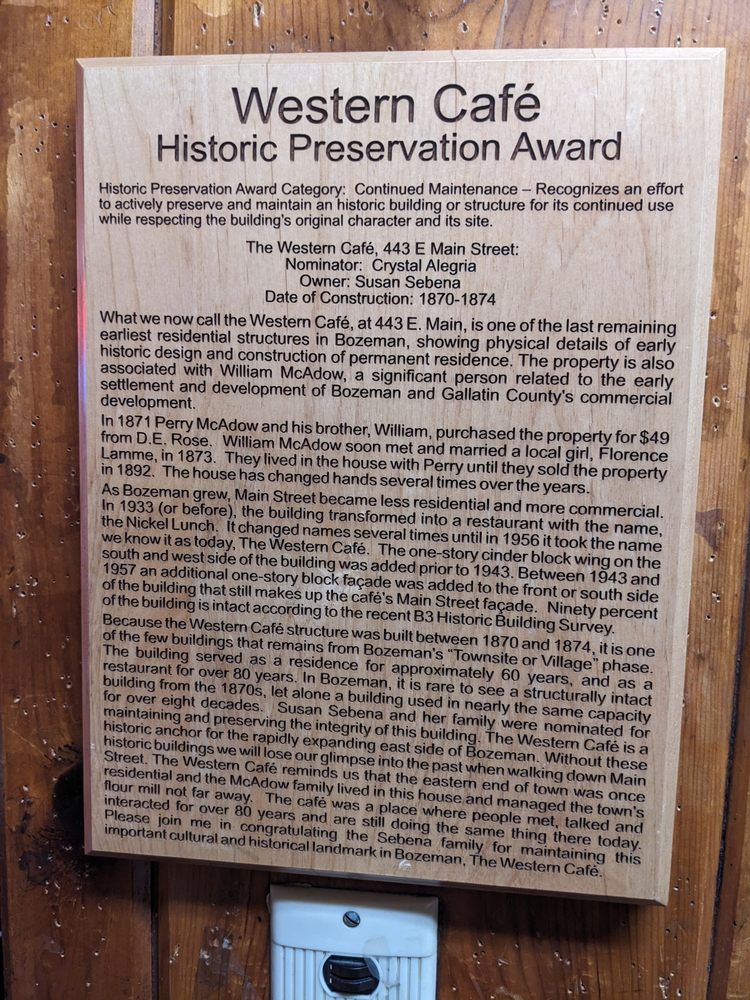 Western Café
Historic Preservation Award
Historic Preservation Award Category: Continued Maintenance – Recognizes an effort
to actively preserve and maintain an historic building or structure for its continued use
while respecting the building's original character and its site.
The Western Café, 443 E Main Street:
Nominator: Crystal Alegria
Owner: Susan Sebena
Date of Construction: 1870-1874
What we now call the Western Café, at 443 E. Main, is one of the last remaining
earliest residential structures in Bozeman, showing physical details of early
historic design and construction of permanent residence. The property is also
associated with William McAdow, a significant person related to the early
settlement and development of Bozeman and Gallatin County's commercial
development.
In 1871 Perry McAdow and his brother, William, purchased the property for $49
from D.E. Rose. William McAdow soon met and married a local girl, Florence
Lamme, in 1873. They lived in the house with Perry until they sold the property
in 1892. The house has changed hands several times over the years.
As Bozeman grew, Main Street became less residential and more commercial.
In 1933 (or before), the building transformed into a restaurant with the name,
the Nickel Lunch. It changed names several times until in 1956 it took the name
we know it as today, The Western Café. The one-story cinder block wing on the
south and west side of the building was added prior to 1943. Between 1943 and
1957 an additional one-story block façade was added to the front or south side
of the building that still makes up the café's Main Street façade. Ninety percent
of the building is intact according to the recent B3 Historic Building Survey.
Because the Western Café structure was built between 1870 and 1874, it is one
of the few buildings that remains from Bozeman's "Townsite or Village" phase.
The building served as a residence for approximately 60 years, and as a
restaurant for over 80 years. In Bozeman, it is rare to see a structurally intact
building from the 1870s, let alone a building used in nearly the same capacity
for over eight decades. Susan Sebena and her family were nominated for
maintaining and preserving the integrity of this building. The Western Café is a
historic anchor for the rapidly expanding east side of Bozeman. Without these
historic buildings we will lose our glimpse into the past when walking down Main
Street. The Western Café reminds us that the eastern end of town was once
residential and the McAdow family lived in this house and managed the town's
flour mill not far away. The café was a place where people met, talked and
interacted for over 80 years and are still doing the same thing there today.
Please join me in congratulating the Sebena family for maintaining this
important cultural and historical landmark in Bozeman, The Western Café.